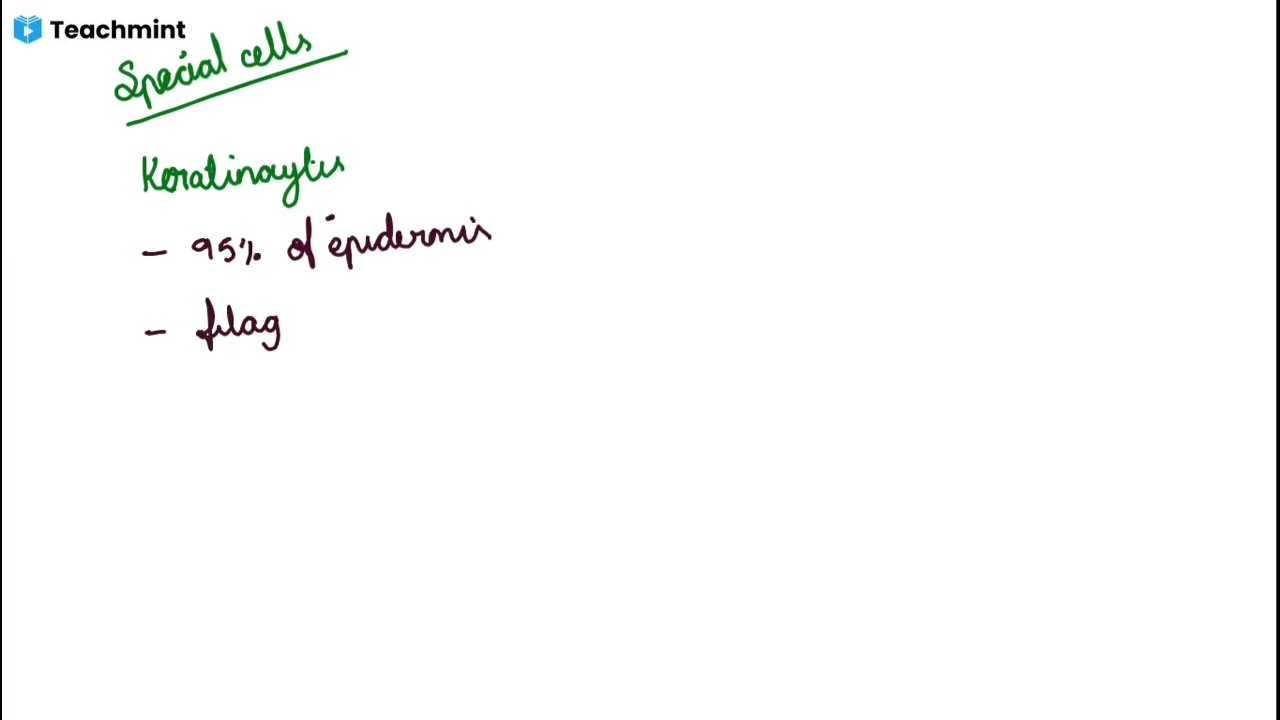 Teachmint
Special cells
Keratinocytes
- 95% of epidermis
- filag